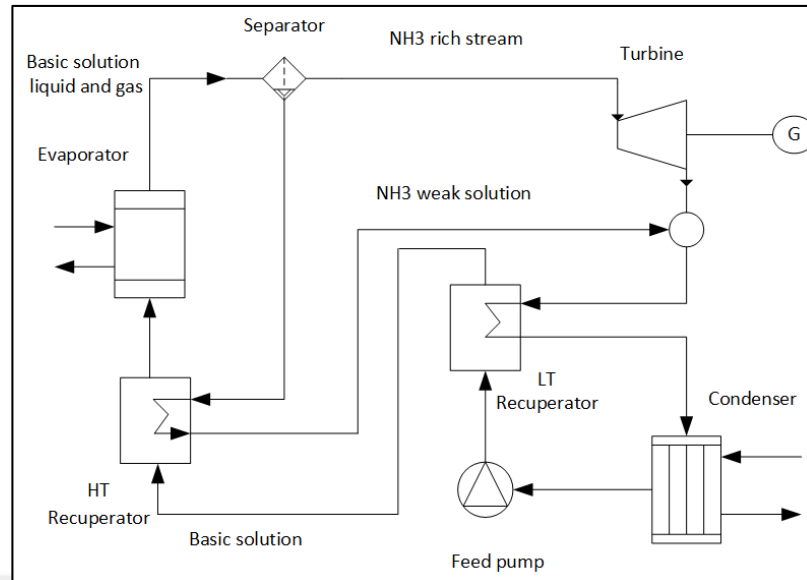 Separator
NH3 rich stream
Turbine
Basic solution
liquid and gas
G
Evaporator
NH3 weak solution
LT
Recuperator
Condenser
HT
Recuperator
Basic solution
Feed pump